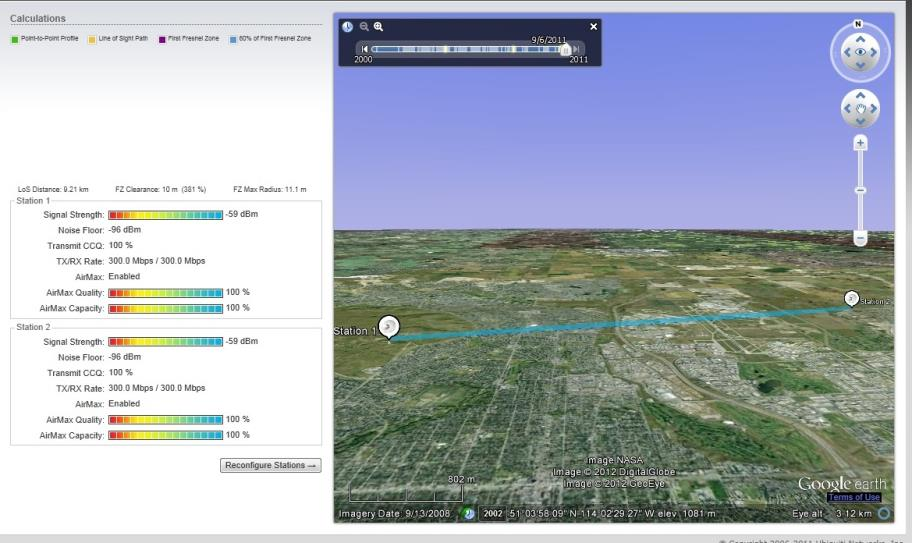 Calculations
Point-to-Point Profile
Line of Sight Path
First Fresnel Zone
60% of First Fresnel Zone
LoS Distance: 9.21 km
FZ Clearance: 10 m (381 %)
FZ Max Radius: 11.1 m
Station 1
Signal Strength: -59 dBm
Noise Floor: -96 dBm
Transmit CCQ: 100 %
TX/RX Rate: 300.0 Mbps / 300.0 Mbps
AirMax: Enabled
AirMax Quality: 100 %
AirMax Capacity: 100 %
Station 2
Signal Strength: -59 dBm
Noise Floor: -96 dBm
Transmit CCQ: 100 %
TX/RX Rate: 300.0 Mbps / 300.0 Mbps
AirMax: Enabled
AirMax Quality: 100 %
AirMax Capacity: 100 %
Reconfigure Stations →
9/6/2011
2000
2011
N
Station 1
Station 2
802 m
Image NASA
Image © 2012 DigitalGlobe
Image © 2012 GeoEye
Google earth
Terms of Use
Imagery Date: 9/13/2008
2002
51°03'58.09" N 114°02'29.27" W elev 1081 m
Eye alt 3.12 km
© Copyright 2006-2011 Ubiquiti Networks, Inc.